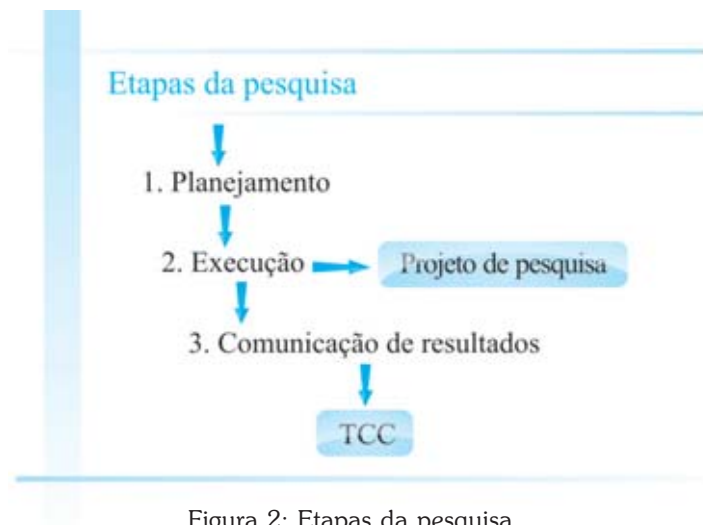 Etapas da pesquisa
1. Planejamento
2. Execução Projeto de pesquisa
3. Comunicação de resultados
TCC
Figura 2: Etapas da pesquisa